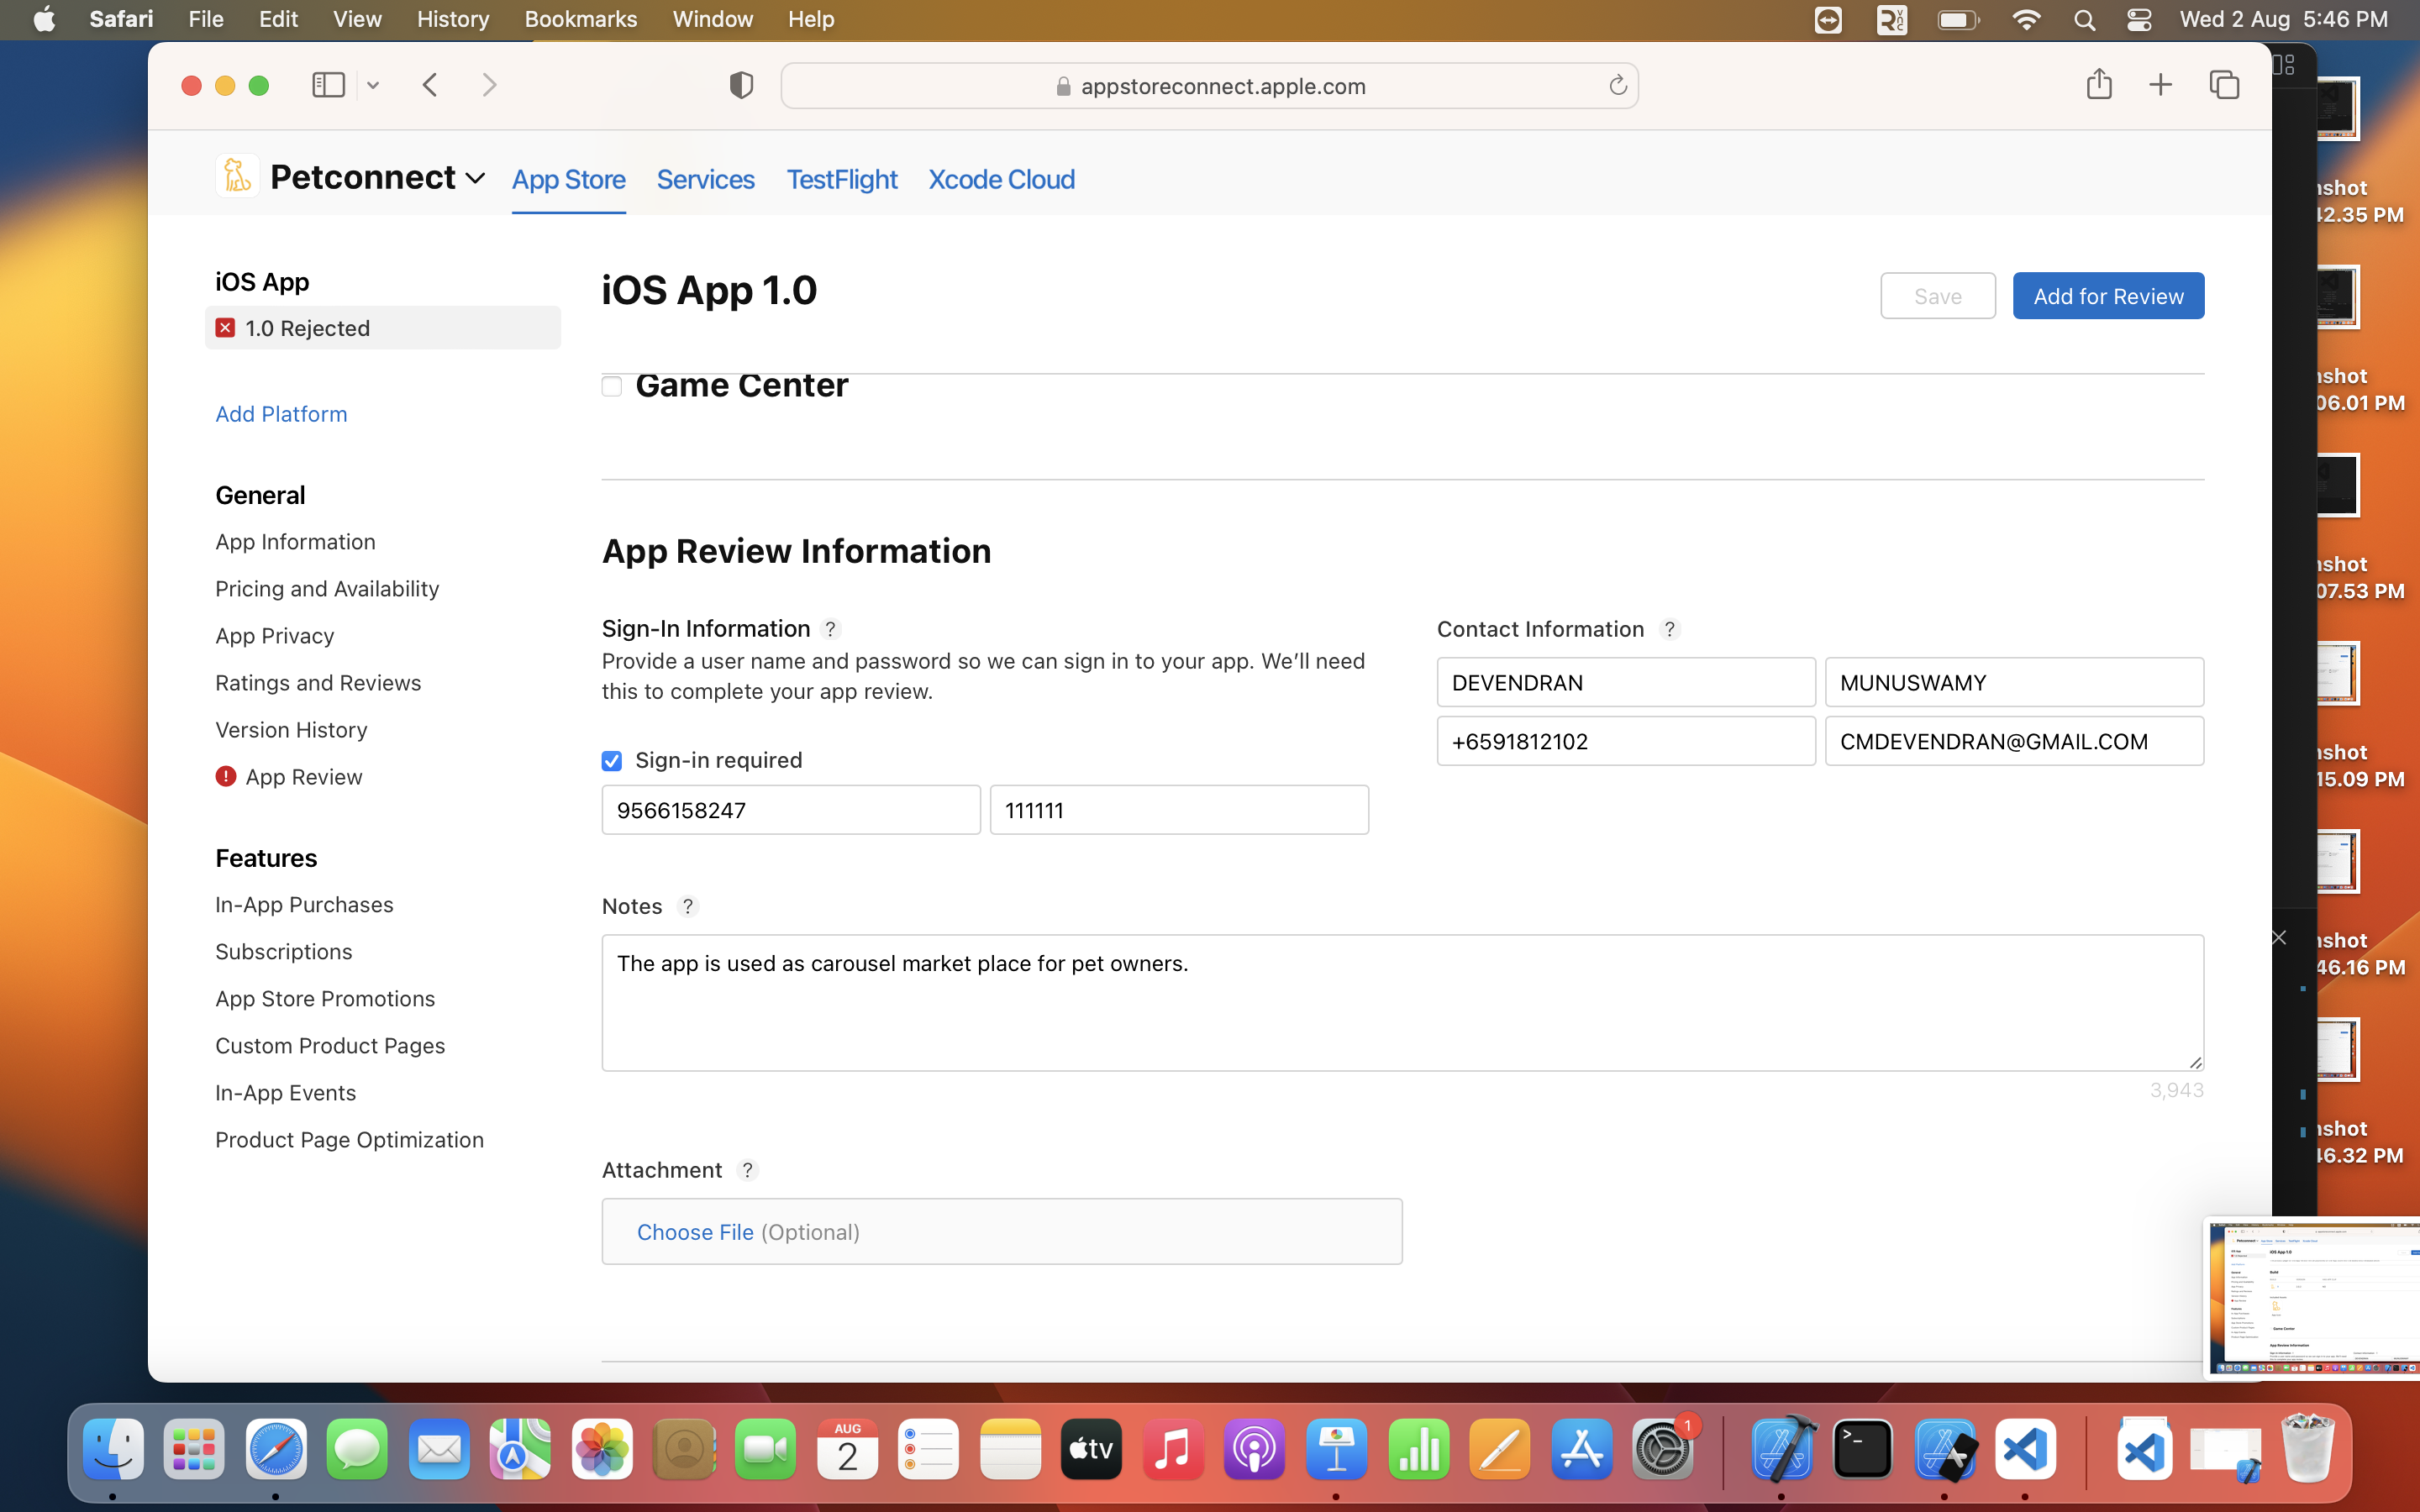 Safari File Edit View History Bookmarks Window Help Wed 2 Aug 5:46 PM
appstoreconnect.apple.com
Petconnect App Store Services TestFlight Xcode Cloud
iOS App
1.0 Rejected
Add Platform
General
App Information
Pricing and Availability
App Privacy
Ratings and Reviews
Version History
App Review
Features
In-App Purchases
Subscriptions
App Store Promotions
Custom Product Pages
In-App Events
Product Page Optimization
iOS App 1.0
Save Add for Review
Game Center
App Review Information
Sign-In Information ?
Provide a user name and password so we can sign in to your app. We’ll need
this to complete your app review.
Sign-in required
9566158247 111111
Contact Information ?
DEVENDRAN MUNUSWAMY
+6591812102 CMDEVENDRAN@GMAIL.COM
Notes ?
The app is used as carousel market place for pet owners.
3,943
Attachment ?
Choose File (Optional)
nshot
12.35 PM
nshot
06.01 PM
nshot
07.53 PM
nshot
15.09 PM
nshot
46.16 PM
nshot
46.32 PM
AUG
2
tv
1